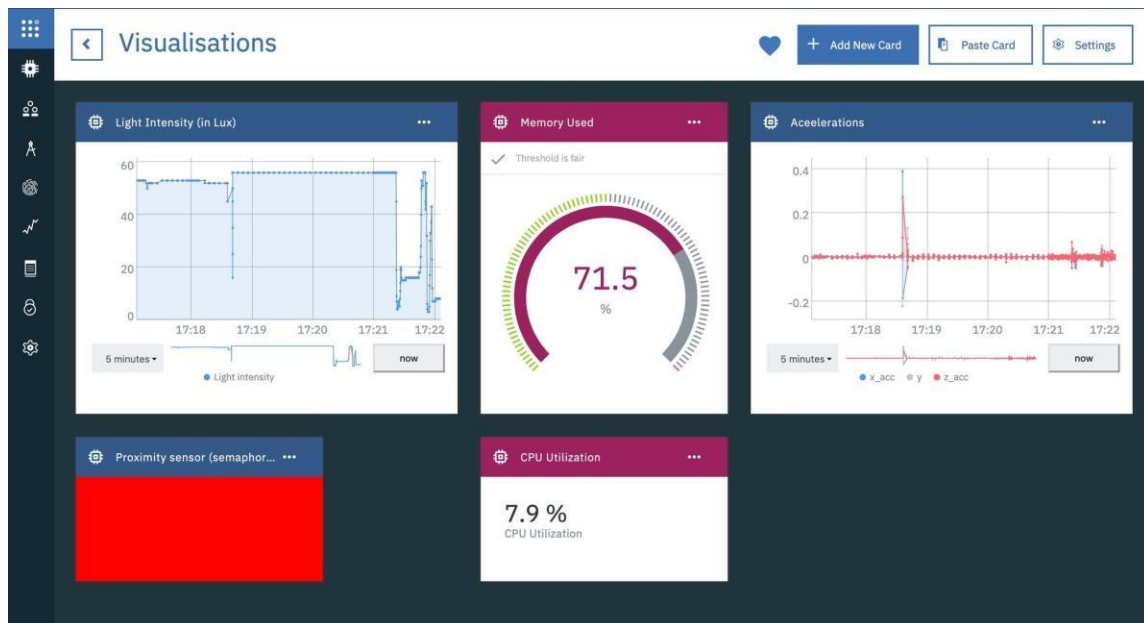 Visualisations
+ Add New Card
Paste Card
Settings
Light Intensity (in Lux) •••
60
40
20
0
17:18 17:19 17:20 17:21 17:22
5 minutes
now
Light intensity
Memory Used •••
Threshold is fair
71.5
%
Aceelerations •••
0.4
0.2
0
-0.2
17:18 17:19 17:20 17:21 17:22
5 minutes
now
x_acc y z_acc
Proximity sensor (semaphor... •••
CPU Utilization •••
7.9 %
CPU Utilization